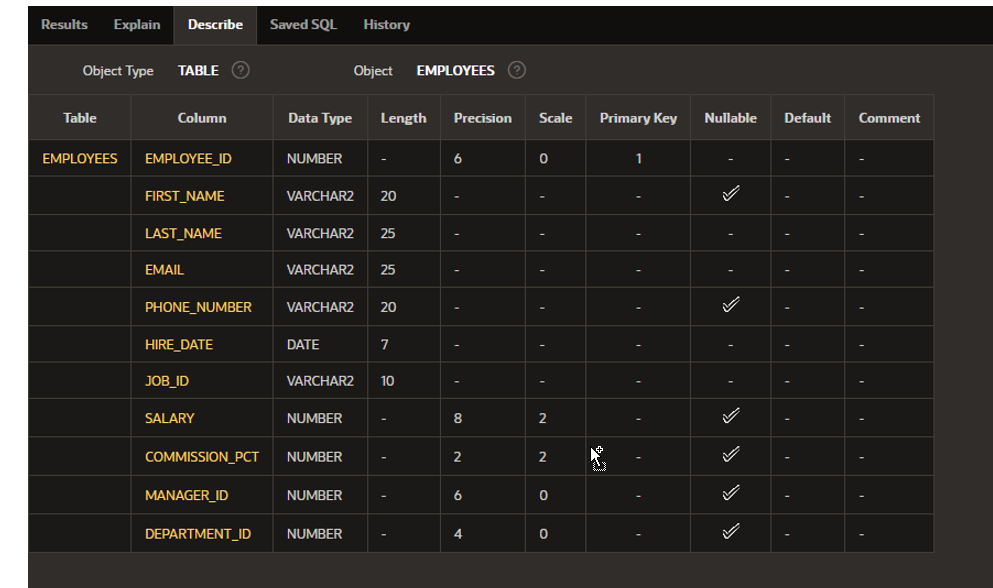 Results Explain Describe Saved SQL History
Object Type TABLE ? Object EMPLOYEES ?
Table Column Data Type Length Precision Scale Primary Key Nullable Default Comment
EMPLOYEES EMPLOYEE_ID NUMBER - 6 0 1 - - -
FIRST_NAME VARCHAR2 20 - - - ✓ - -
LAST_NAME VARCHAR2 25 - - - - - -
EMAIL VARCHAR2 25 - - - - - -
PHONE_NUMBER VARCHAR2 20 - - - ✓ - -
HIRE_DATE DATE 7 - - - - - -
JOB_ID VARCHAR2 10 - - - - - -
SALARY NUMBER - 8 2 - ✓ - -
COMMISSION_PCT NUMBER - 2 2 - ✓ - -
MANAGER_ID NUMBER - 6 0 - ✓ - -
DEPARTMENT_ID NUMBER - 4 0 - ✓ - -